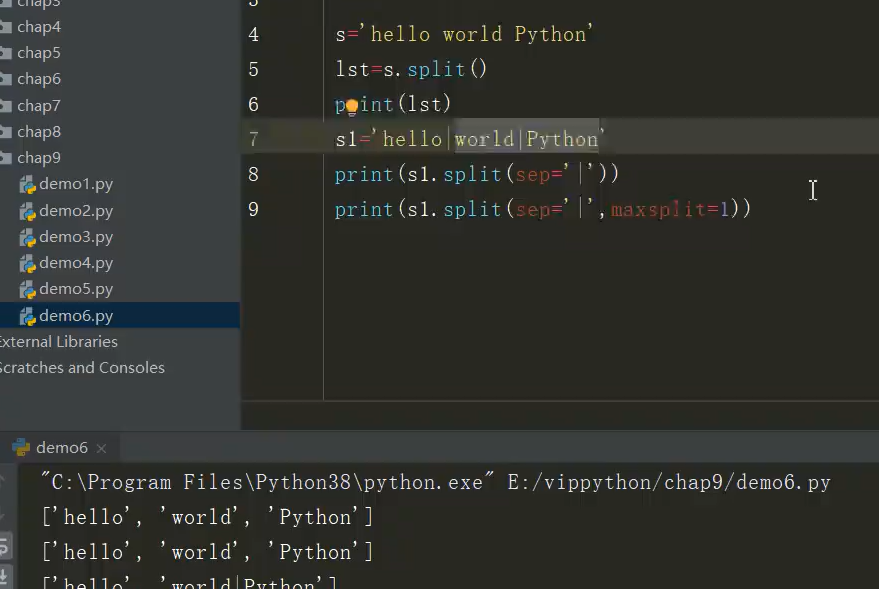 chap3
chap4
chap5
chap6
chap7
chap8
chap9
demo1.py
demo2.py
demo3.py
demo4.py
demo5.py
demo6.py
External Libraries
Scratches and Consoles
3
4 s='hello world Python'
5 lst=s.split()
6 print(lst)
7 s1='hello|world|Python'
8 print(s1.split(sep='|'))
9 print(s1.split(sep='|',maxsplit=1))
demo6
"C:\Program Files\Python38\python.exe" E:/vippython/chap9/demo6.py
['hello', 'world', 'Python']
['hello', 'world', 'Python']
['hello', 'world|Python']